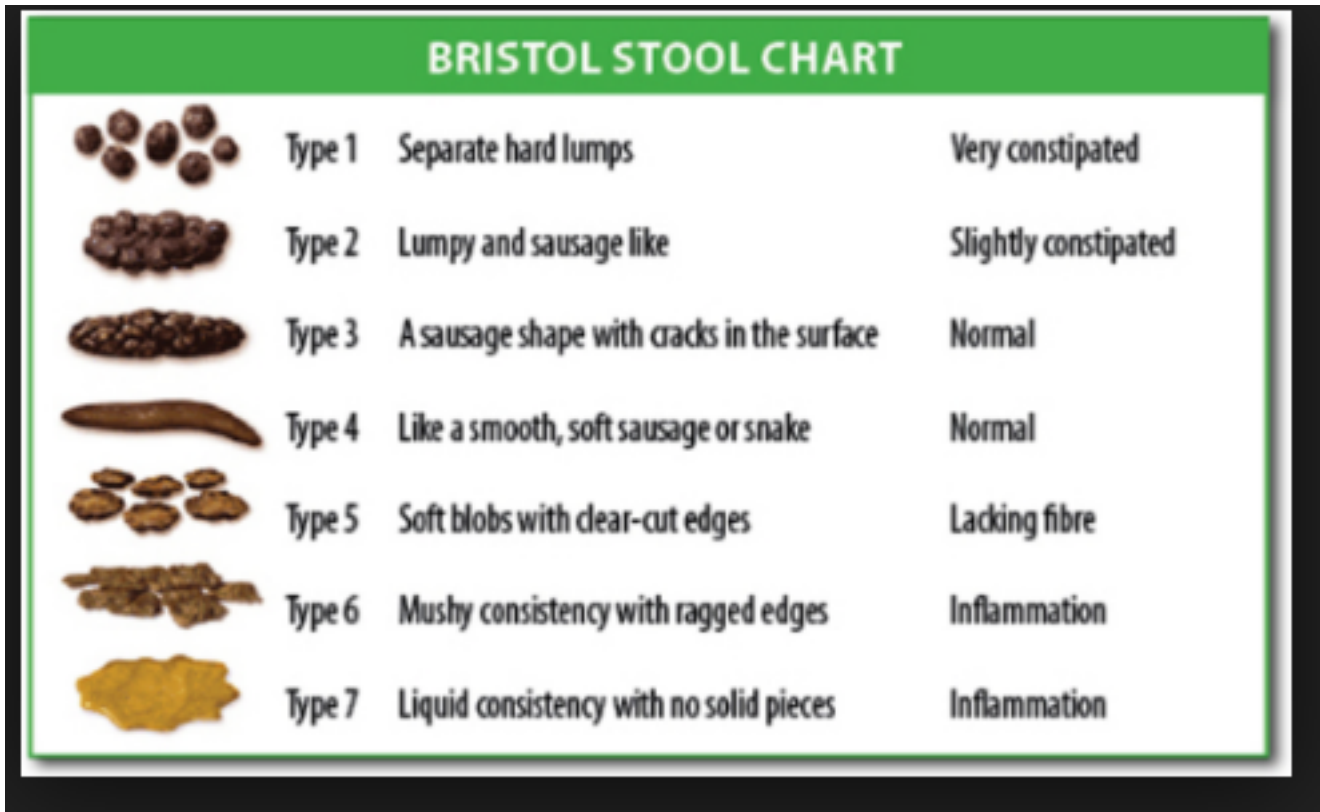 BRISTOL STOOL CHART
Type 1 Separate hard lumps Very constipated
Type 2 Lumpy and sausage like Slightly constipated
Type 3 A sausage shape with cracks in the surface Normal
Type 4 Like a smooth, soft sausage or snake Normal
Type 5 Soft blobs with clear-cut edges Lacking fibre
Type 6 Mushy consistency with ragged edges Inflammation
Type 7 Liquid consistency with no solid pieces Inflammation